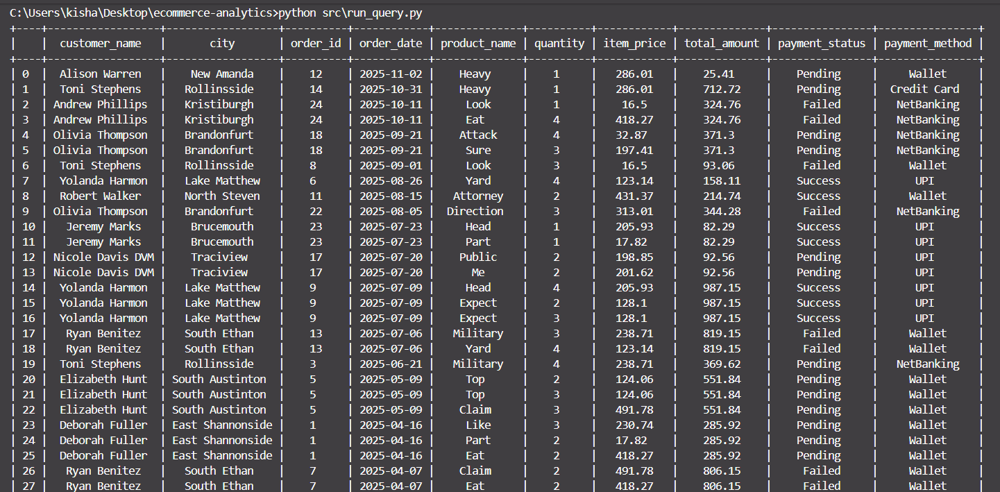 C:\Users\kisha\Desktop\ecommerce-analytics>python src\run_query.py
+----+------------------+------------------+----------+------------+--------------+----------+------------+--------------+----------------+----------------+
|    |  customer_name   |       city       | order_id | order_date | product_name | quantity | item_price | total_amount | payment_status | payment_method |
+----+------------------+------------------+----------+------------+--------------+----------+------------+--------------+----------------+----------------+
| 0  |  Alison Warren   |    New Amanda    |    12    | 2025-11-02 |    Heavy     |    1     |   286.01   |    25.41     |    Pending     |     Wallet     |
| 1  |  Toni Stephens   |   Rollinsside    |    14    | 2025-10-31 |    Heavy     |    1     |   286.01   |    712.72    |    Pending     |  Credit Card   |
| 2  | Andrew Phillips  |   Kristiburgh    |    24    | 2025-10-11 |     Look     |    1     |    16.5    |    324.76    |     Failed     |   NetBanking   |
| 3  | Andrew Phillips  |   Kristiburgh    |    24    | 2025-10-11 |     Eat      |    4     |   418.27   |    324.76    |     Failed     |   NetBanking   |
| 4  | Olivia Thompson  |   Brandonfurt    |    18    | 2025-09-21 |    Attack    |    4     |   32.87    |    371.3     |    Pending     |   NetBanking   |
| 5  | Olivia Thompson  |   Brandonfurt    |    18    | 2025-09-21 |     Sure     |    3     |   197.41   |    371.3     |    Pending     |   NetBanking   |
| 6  |  Toni Stephens   |   Rollinsside    |    8     | 2025-09-01 |     Look     |    3     |    16.5    |    93.06     |     Failed     |     Wallet     |
| 7  |  Yolanda Harmon  |   Lake Matthew   |    6     | 2025-08-26 |     Yard     |    4     |   123.14   |    158.11    |    Success     |      UPI       |
| 8  |  Robert Walker   |   North Steven   |    11    | 2025-08-15 |   Attorney   |    2     |   431.37   |    214.74    |    Success     |     Wallet     |
| 9  | Olivia Thompson  |   Brandonfurt    |    22    | 2025-08-05 |  Direction   |    3     |   313.01   |    344.28    |     Failed     |   NetBanking   |
| 10 |   Jeremy Marks   |    Brucemouth    |    23    | 2025-07-23 |     Head     |    1     |   205.93   |    82.29     |    Success     |      UPI       |
| 11 |   Jeremy Marks   |    Brucemouth    |    23    | 2025-07-23 |     Part     |    1     |   17.82    |    82.29     |    Success     |      UPI       |
| 12 | Nicole Davis DVM |    Traciview     |    17    | 2025-07-20 |    Public    |    2     |   198.85   |    92.56     |    Pending     |      UPI       |
| 13 | Nicole Davis DVM |    Traciview     |    17    | 2025-07-20 |      Me      |    2     |   201.62   |    92.56     |    Pending     |      UPI       |
| 14 |  Yolanda Harmon  |   Lake Matthew   |    9     | 2025-07-09 |     Head     |    4     |   205.93   |    987.15    |    Success     |      UPI       |
| 15 |  Yolanda Harmon  |   Lake Matthew   |    9     | 2025-07-09 |    Expect    |    2     |   128.1    |    987.15    |    Success     |      UPI       |
| 16 |  Yolanda Harmon  |   Lake Matthew   |    9     | 2025-07-09 |    Expect    |    3     |   128.1    |    987.15    |    Success     |      UPI       |
| 17 |   Ryan Benitez   |   South Ethan    |    13    | 2025-07-06 |   Military   |    3     |   238.71   |    819.15    |     Failed     |     Wallet     |
| 18 |   Ryan Benitez   |   South Ethan    |    13    | 2025-07-06 |     Yard     |    4     |   123.14   |    819.15    |     Failed     |     Wallet     |
| 19 |  Toni Stephens   |   Rollinsside    |    3     | 2025-06-21 |   Military   |    4     |   238.71   |    369.62    |    Pending     |   NetBanking   |
| 20 |  Elizabeth Hunt  | South Austinton  |    5     | 2025-05-09 |     Top      |    2     |   124.06   |    551.84    |    Pending     |     Wallet     |
| 21 |  Elizabeth Hunt  | South Austinton  |    5     | 2025-05-09 |     Top      |    3     |   124.06   |    551.84    |    Pending     |     Wallet     |
| 22 |  Elizabeth Hunt  | South Austinton  |    5     | 2025-05-09 |    Claim     |    3     |   491.78   |    551.84    |    Pending     |     Wallet     |
| 23 |  Deborah Fuller  | East Shannonside |    1     | 2025-04-16 |     Like     |    3     |   230.74   |    285.92    |    Pending     |     Wallet     |
| 24 |  Deborah Fuller  | East Shannonside |    1     | 2025-04-16 |     Part     |    2     |   17.82    |    285.92    |    Pending     |     Wallet     |
| 25 |  Deborah Fuller  | East Shannonside |    1     | 2025-04-16 |     Eat      |    2     |   418.27   |    285.92    |    Pending     |     Wallet     |
| 26 |   Ryan Benitez   |   South Ethan    |    7     | 2025-04-07 |    Claim     |    2     |   491.78   |    806.15    |     Failed     |     Wallet     |
| 27 |   Ryan Benitez   |   South Ethan    |    7     | 2025-04-07 |     Eat      |    2     |   418.27   |    806.15    |     Failed     |     Wallet     |